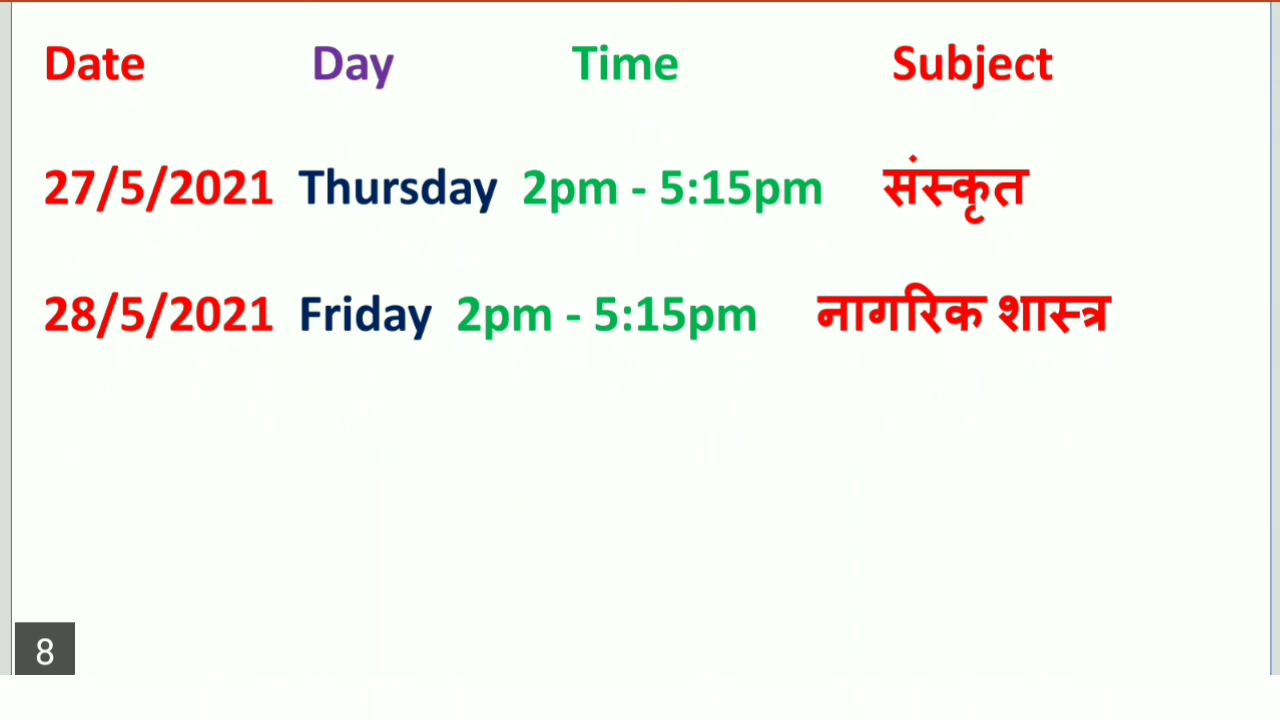 Date Day Time Subject
27/5/2021 Thursday 2pm - 5:15pm संस्कृत
28/5/2021 Friday 2pm - 5:15pm नागरिक शास्त्र
8